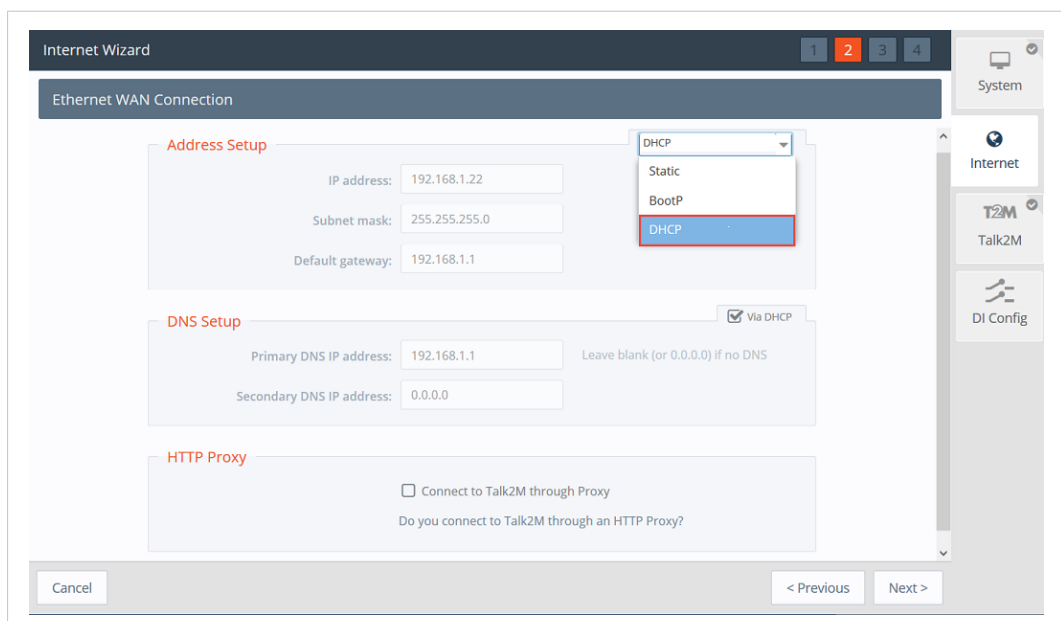 Internet Wizard
1 2 3 4
System
Ethernet WAN Connection
Address Setup
DHCP
Static
BootP
DHCP
IP address: 192.168.1.22
Subnet mask: 255.255.255.0
Default gateway: 192.168.1.1
Internet
T2M
Talk2M
DI Config
DNS Setup
Via DHCP
Primary DNS IP address: 192.168.1.1 Leave blank (or 0.0.0.0) if no DNS
Secondary DNS IP address: 0.0.0.0
HTTP Proxy
Connect to Talk2M through Proxy
Do you connect to Talk2M through an HTTP Proxy?
Cancel
< Previous
Next >